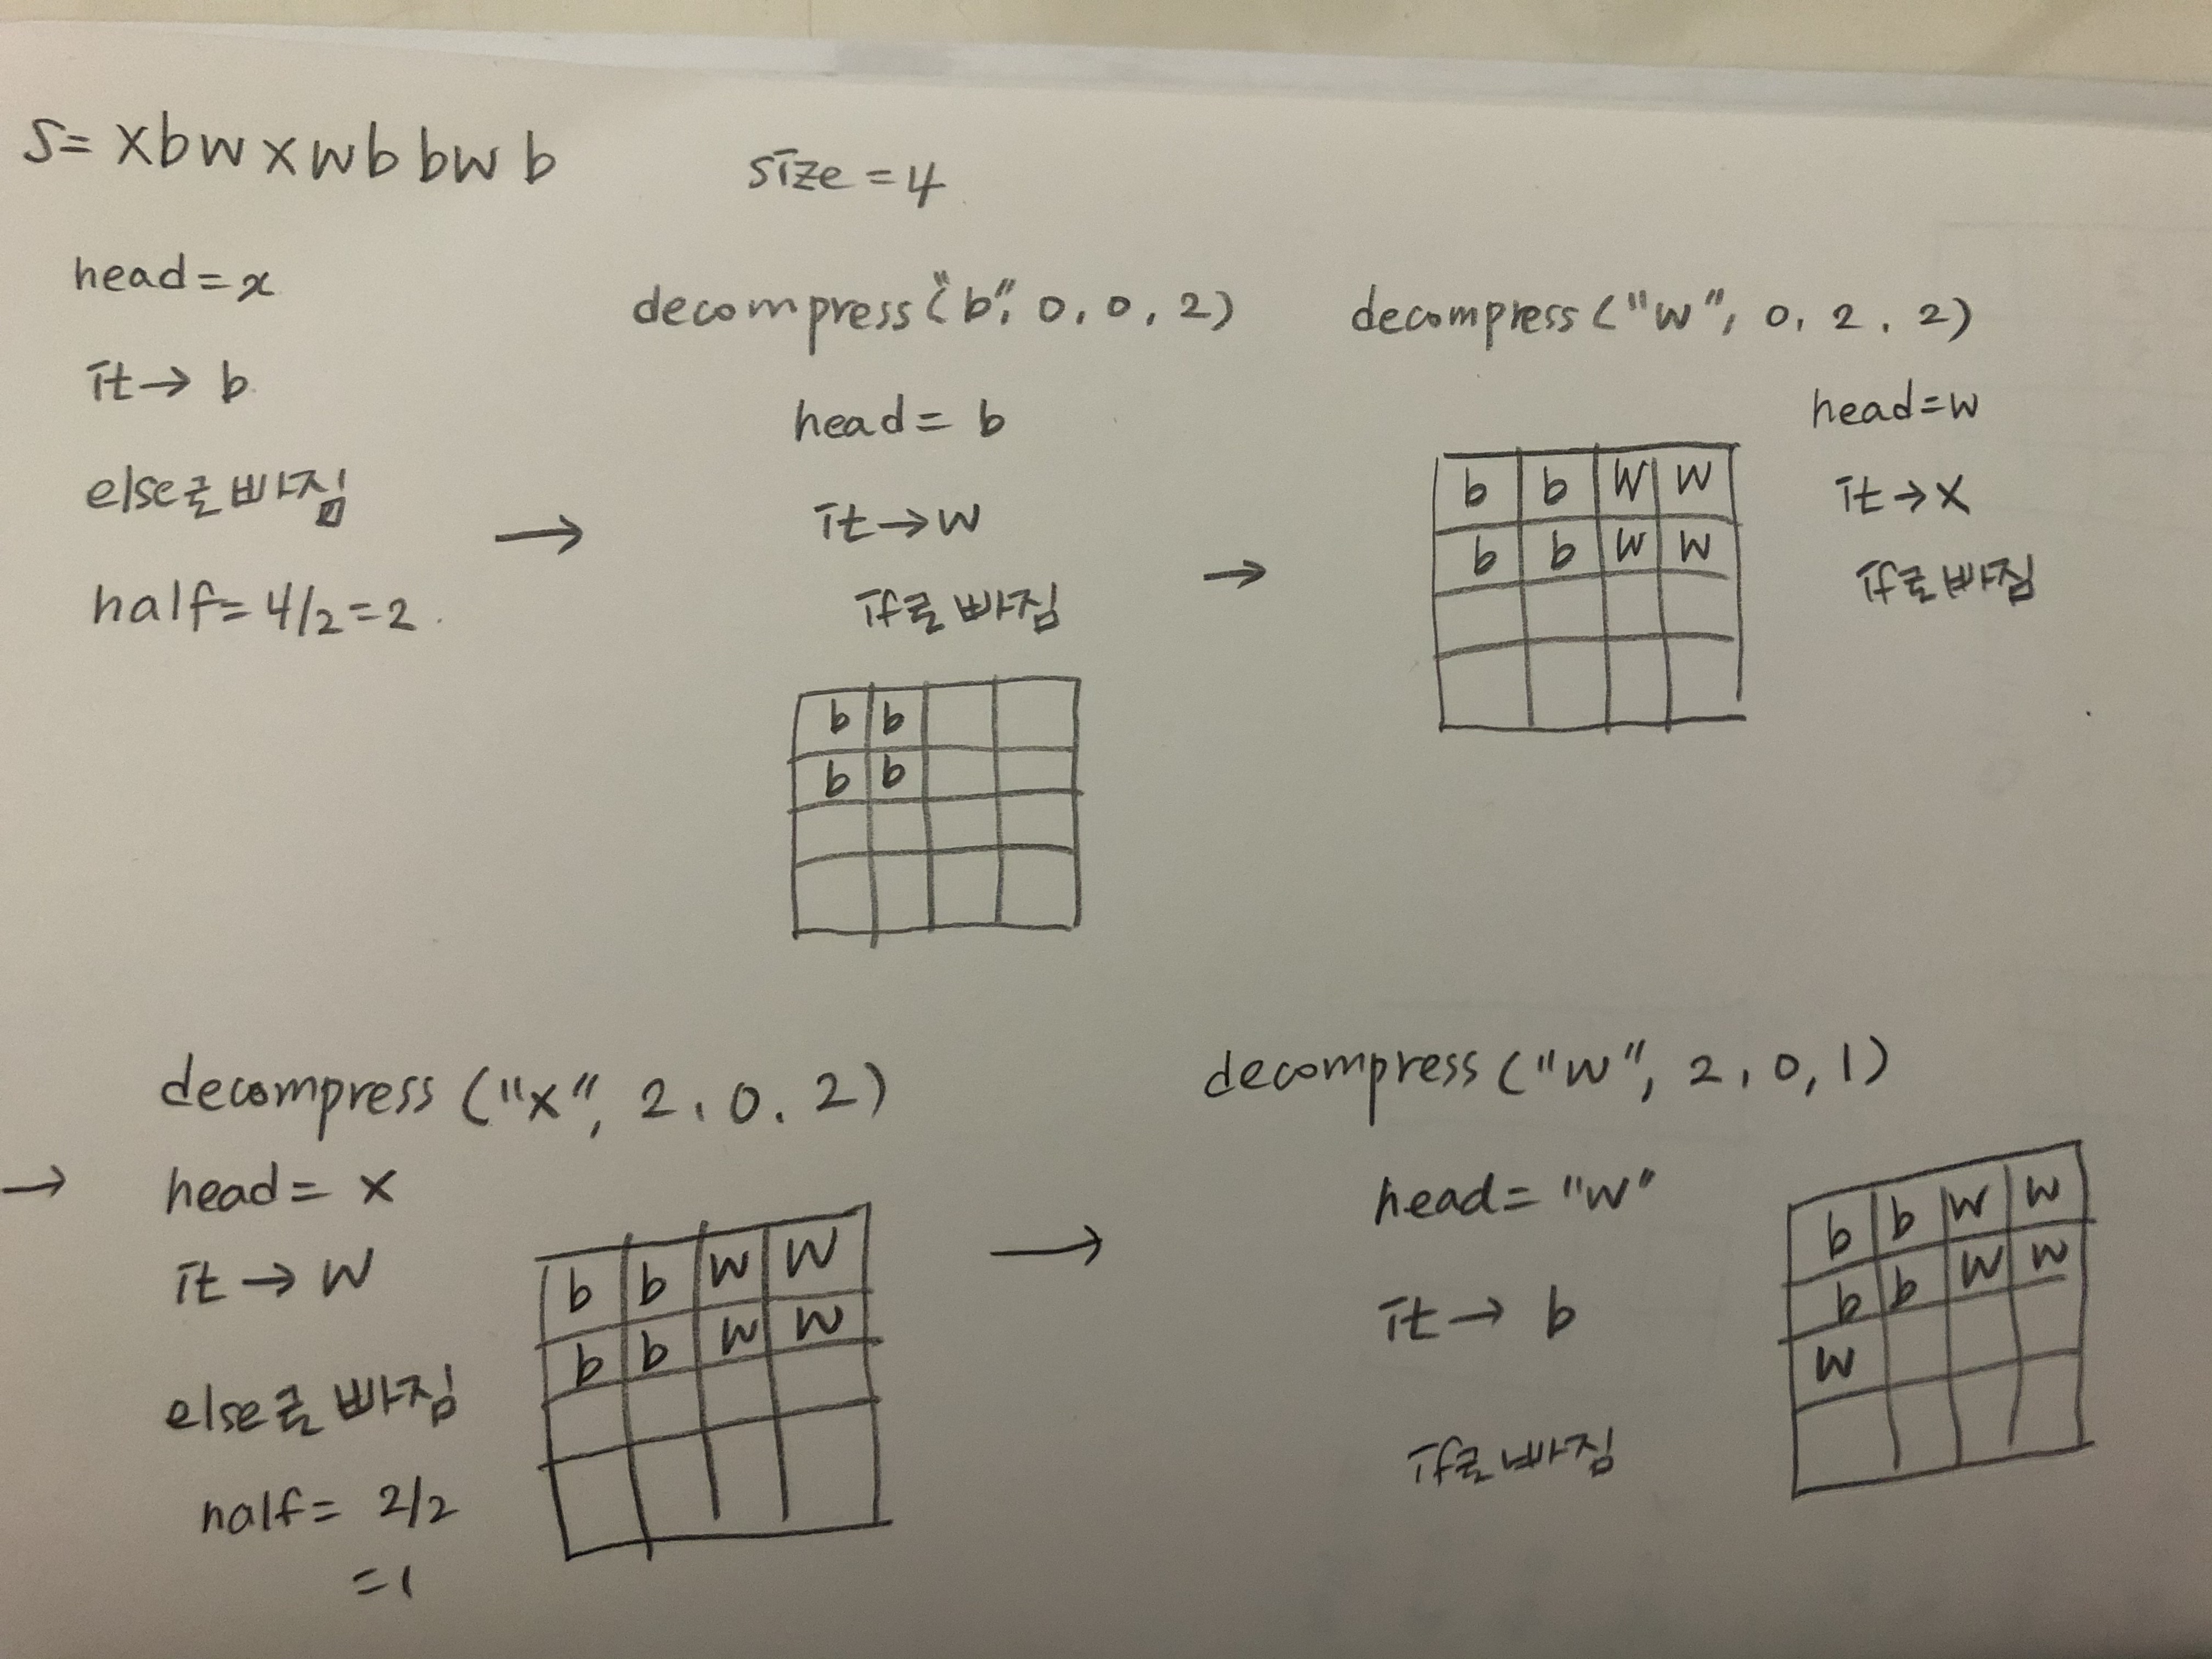 S= xbwxwbbwb
size=4
head=x
it→ b
else로 빠짐
half= 4/2=2.
→
decompress("b", 0, 0, 2)
head= b
it→w
if로 빠짐
b b
b b
→
decompress("w", 0, 2, 2)
head=w
it→x
if로 빠짐
b b w w
b b w w
decompress ("x", 2, 0, 2)
→ head= x
it→ w
else로 빠짐
half= 2/2
=1
b b w w
b b w w
→
decompress ("w", 2, 0, 1)
head= "w"
it→ b
if로 빠짐
b b w w
b b w w
w